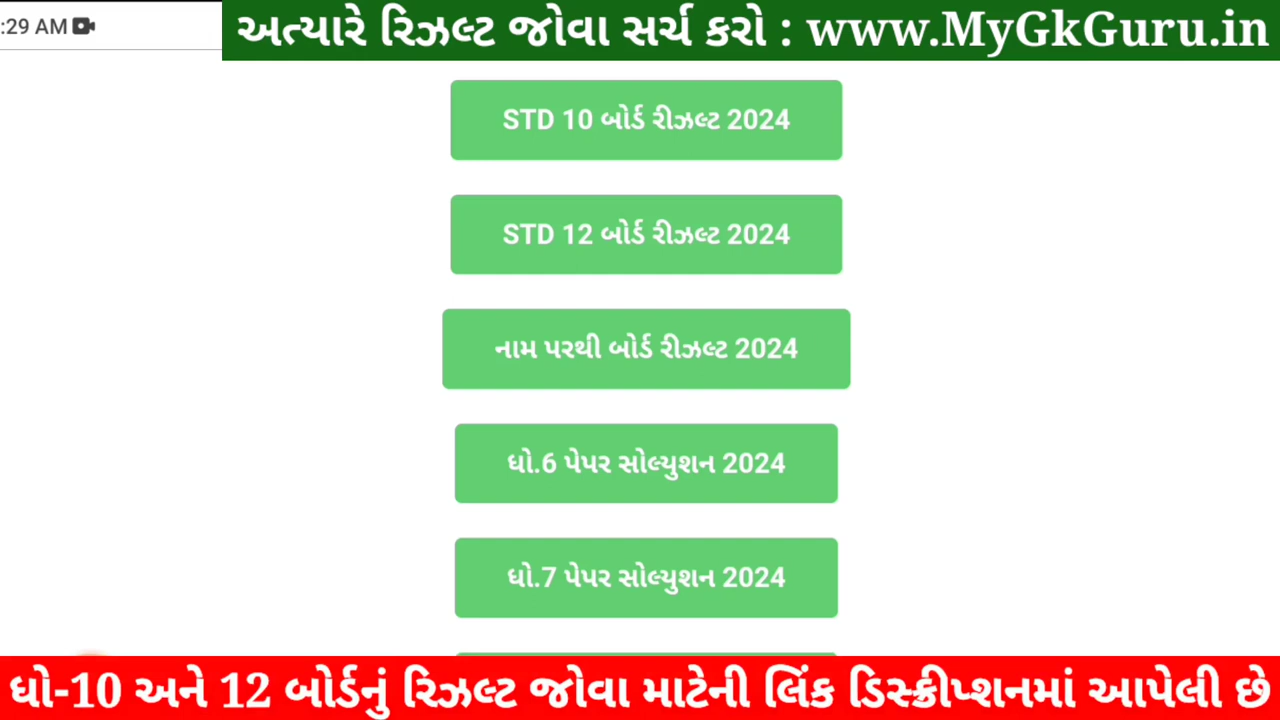 :29 AM
અત્યારે રિઝલ્ટ જોવા સર્ચ કરો : www.MyGkGuru.in
STD 10 બોર્ડ રીઝલ્ટ 2024
STD 12 બોર્ડ રીઝલ્ટ 2024
નામ પરથી બોર્ડ રીઝલ્ટ 2024
ધો.6 પેપર સોલ્યુશન 2024
ધો.7 પેપર સોલ્યુશન 2024
ધો-10 અને 12 બોર્ડનું રિઝલ્ટ જોવા માટેની લિંક ડિસ્ક્રીપ્શનમાં આપેલી છે